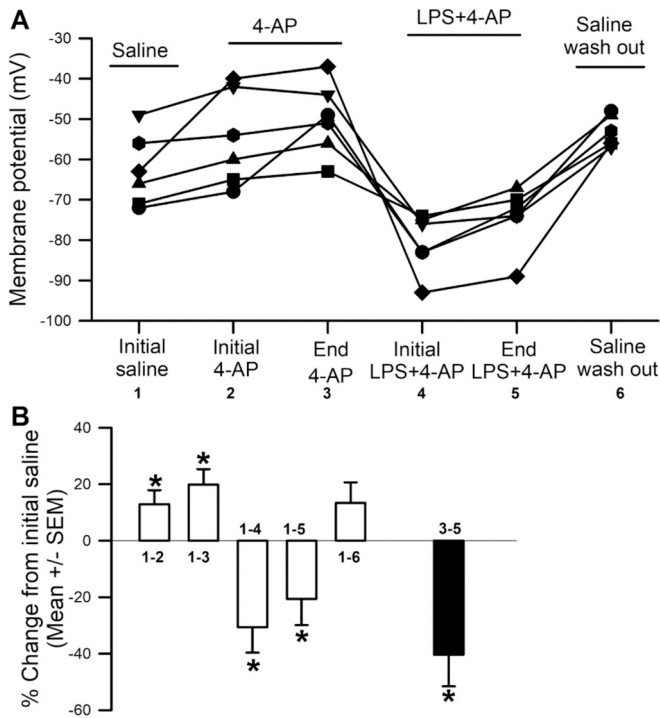 A
Saline
4-AP
LPS+4-AP
Saline
wash out
Membrane potential (mV)
-30
-40
-50
-60
-70
-80
-90
-100
Initial
saline
1
Initial
4-AP
2
End
4-AP
3
Initial
LPS+4-AP
4
End
LPS+4-AP
5
Saline
wash out
6
B
% Change from initial saline
(Mean +/- SEM)
40
20
0
-20
-40
-60
*
*
1-4
1-5
3-5
1-2
1-3
1-6
*
*
*